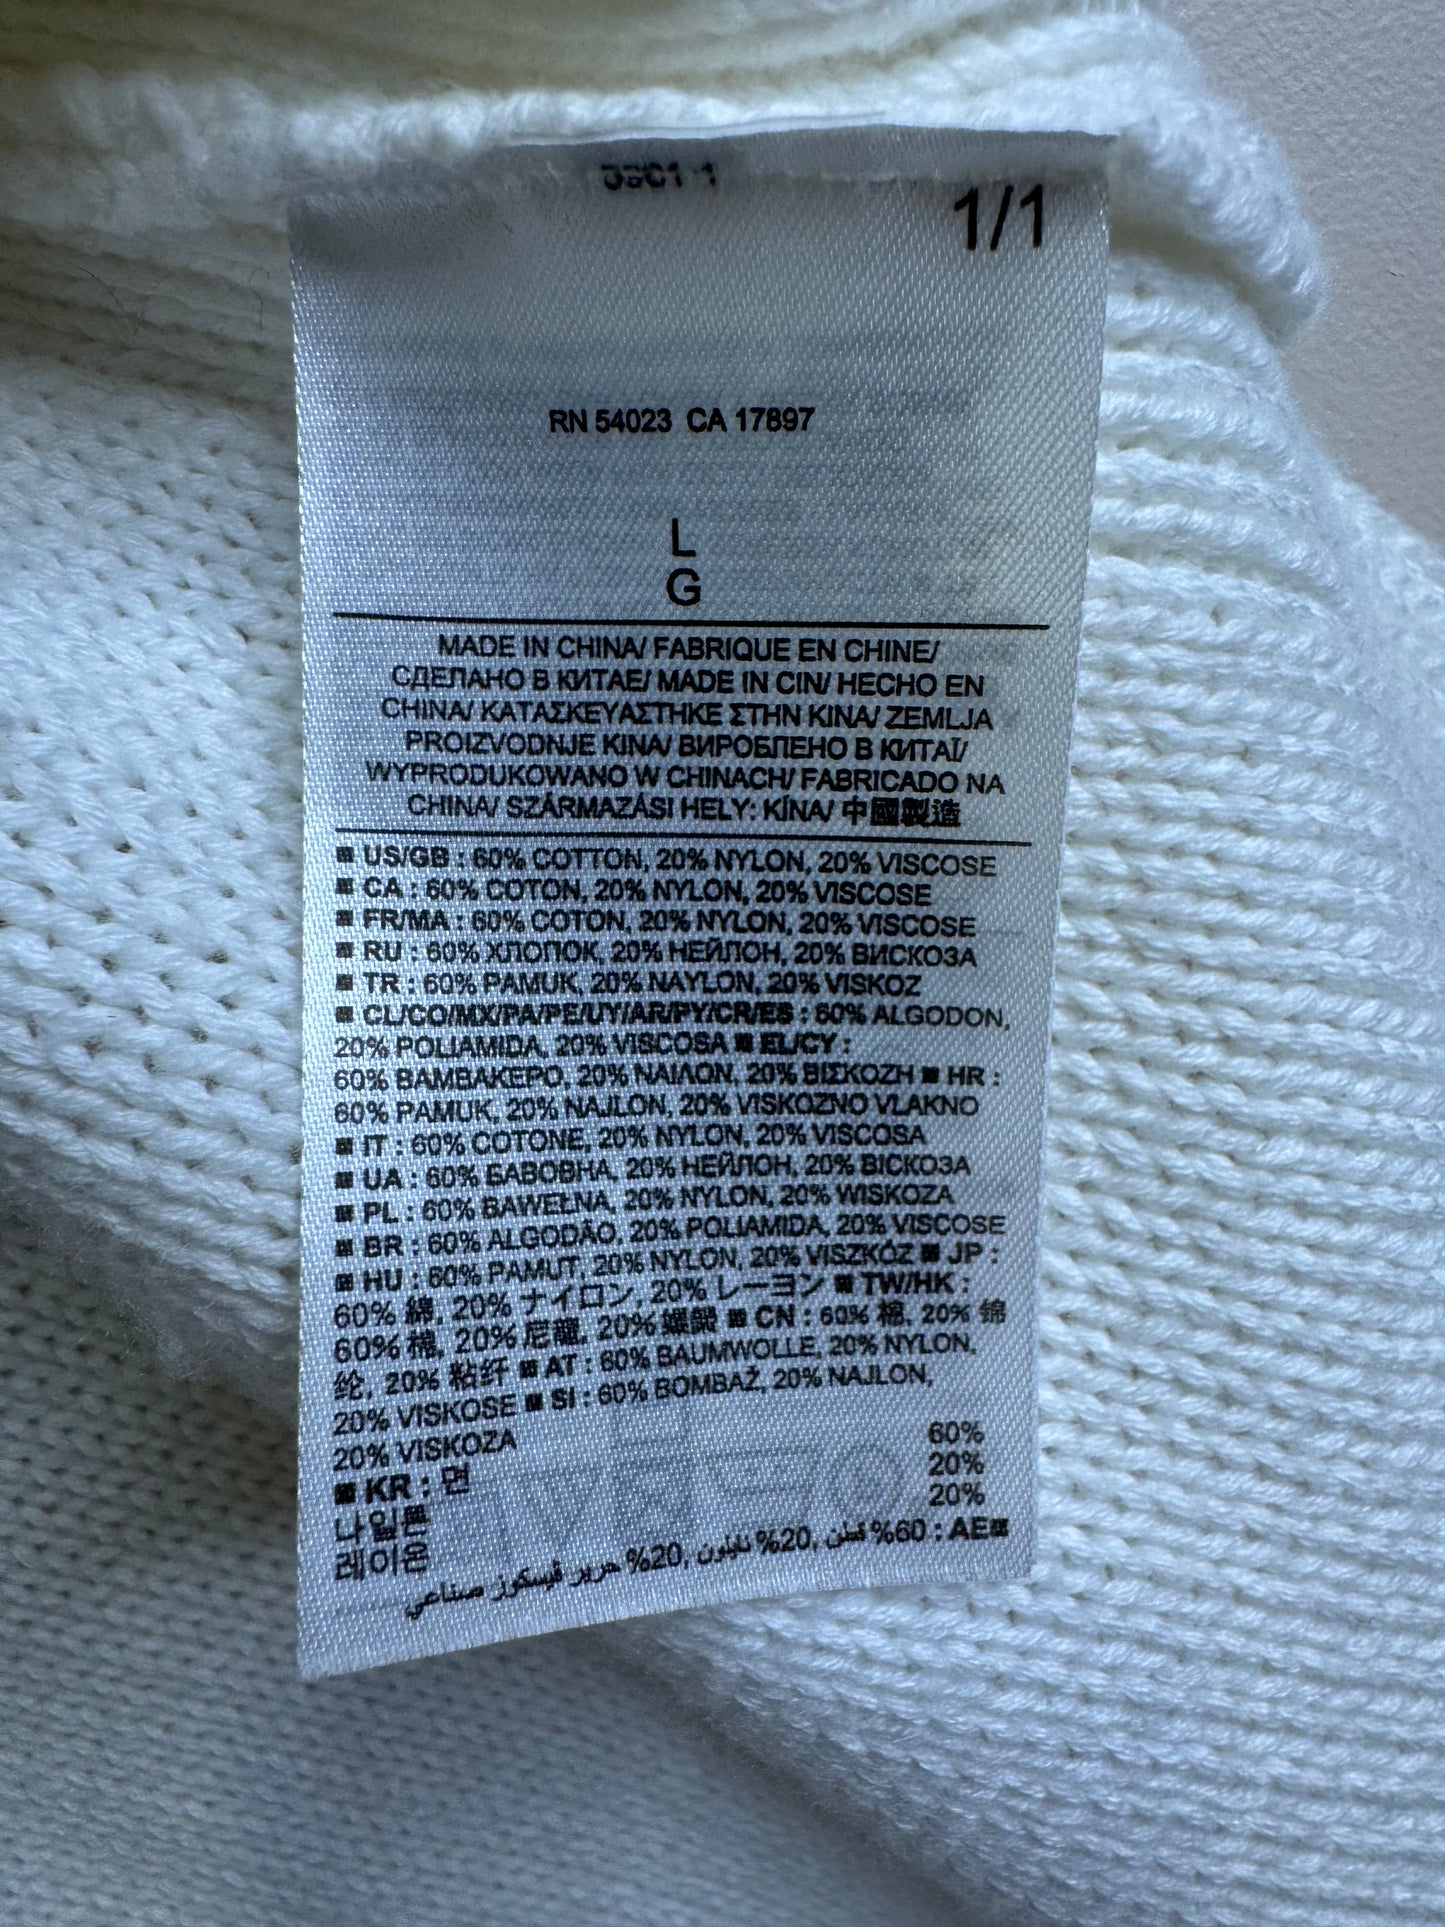 1/1
RN 54023 CA 17897
L
G
MADE IN CHINA/ FABRIQUE EN CHINE/
СДЕЛАНО В КИТАЕ/ MADE IN CIN/ HECHO EN
CHINA/ ΚΑΤΑΣΚΕΥΑΣΤΗΚΕ ΣΤΗΝ ΚΙΝΑ/ ZEMLJA
PROIZVODNJE KINA/ ВИРОБЛЕНО В КИТАЇ/
WYPRODUKOWANO W CHINACH/ FABRICADO NA
CHINA/ SZÁRMAZÁSI HELY: KÍNA/ 中國製造
■ US/GB : 60% COTTON, 20% NYLON, 20% VISCOSE
■ CA : 60% COTON, 20% NYLON, 20% VISCOSE
■ FR/MA : 60% COTON, 20% NYLON, 20% VISCOSE
■ RU : 60% ХЛОПОК, 20% НЕЙЛОН, 20% ВИСКОЗА
■ TR : 60% PAMUK, 20% NAYLON, 20% VISKOZ
■ CL/CO/MX/PA/PE/UY/AR/PY/CR/ES : 60% ALGODON,
20% POLIAMIDA, 20% VISCOSA ■ EL/CY :
60% ΒΑΜΒΑΚΕΡΟ, 20% ΝΑΙΛΟΝ, 20% ΒΙΣΚΟΖΗ ■ HR :
60% PAMUK, 20% NAJLON, 20% VISKOZNO VLAKNO
■ IT : 60% COTONE, 20% NYLON, 20% VISCOSA
■ UA : 60% БАВОВНА, 20% НЕЙЛОН, 20% ВІСКОЗА
■ PL : 60% BAWEŁNA, 20% NYLON, 20% WISKOZA
■ BR : 60% ALGODÃO, 20% POLIAMIDA, 20% VISCOSE
■ HU : 60% PAMUT, 20% NYLON, 20% VISZKÓZ ■ JP :
60% 綿, 20% ナイロン, 20% レーヨン ■ TW/HK :
60% 棉, 20% 尼龍, 20% 嫘縈 ■ CN : 60% 棉, 20% 锦
纶, 20% 粘纤 ■ AT : 60% BAUMWOLLE, 20% NYLON,
20% VISKOSE ■ SI : 60% BOMBAŽ, 20% NAJLON,
20% VISKOZA
■ KR : 면 60%
나일론 20%
레이온 20%
■AE : 60% قطن, 20% نايلون, 20% حرير فيسكوز صناعي